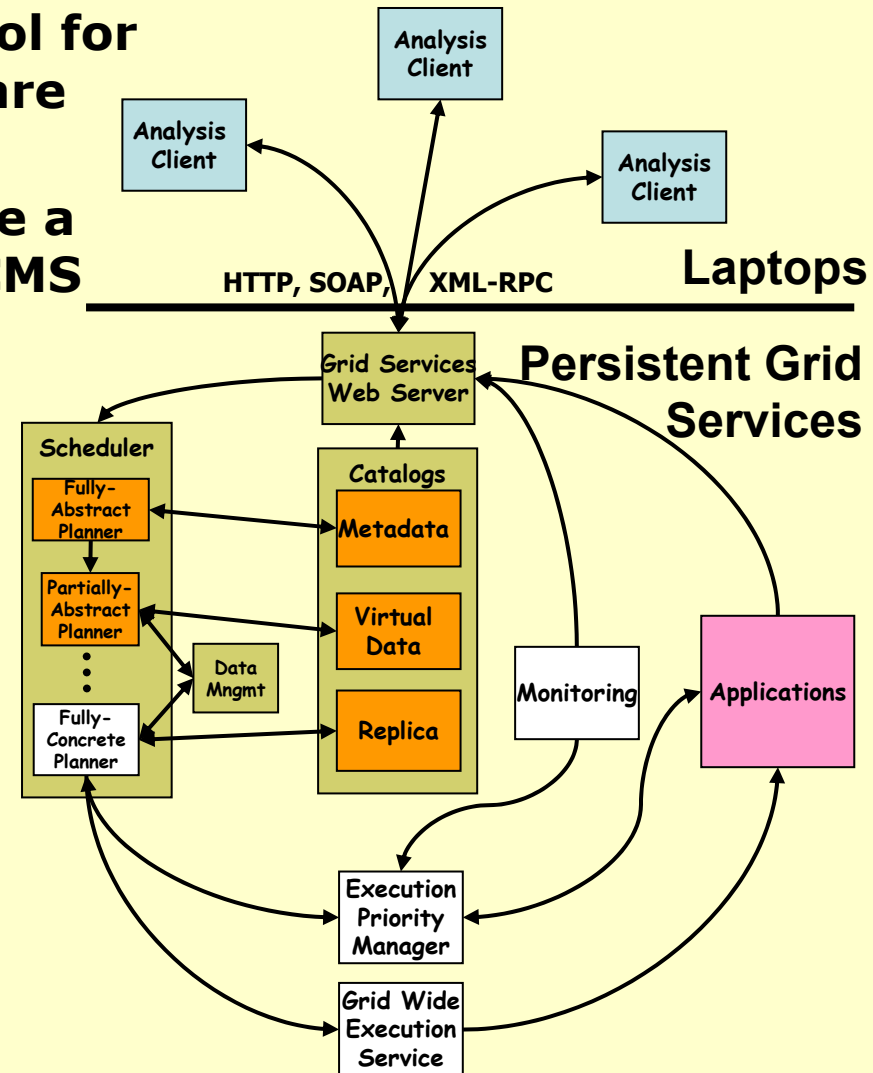 ol for
are
e a
CMS
Analysis
Client
Analysis
Client
Analysis
Client
HTTP, SOAP, XML-RPC
Laptops
Persistent Grid
Services
Grid Services
Web Server
Scheduler
Fully-
Abstract
Planner
Partially-
Abstract
Planner
Data
Mngmt
Fully-
Concrete
Planner
Catalogs
Metadata
Virtual
Data
Replica
Monitoring
Applications
Execution
Priority
Manager
Grid Wide
Execution
Service